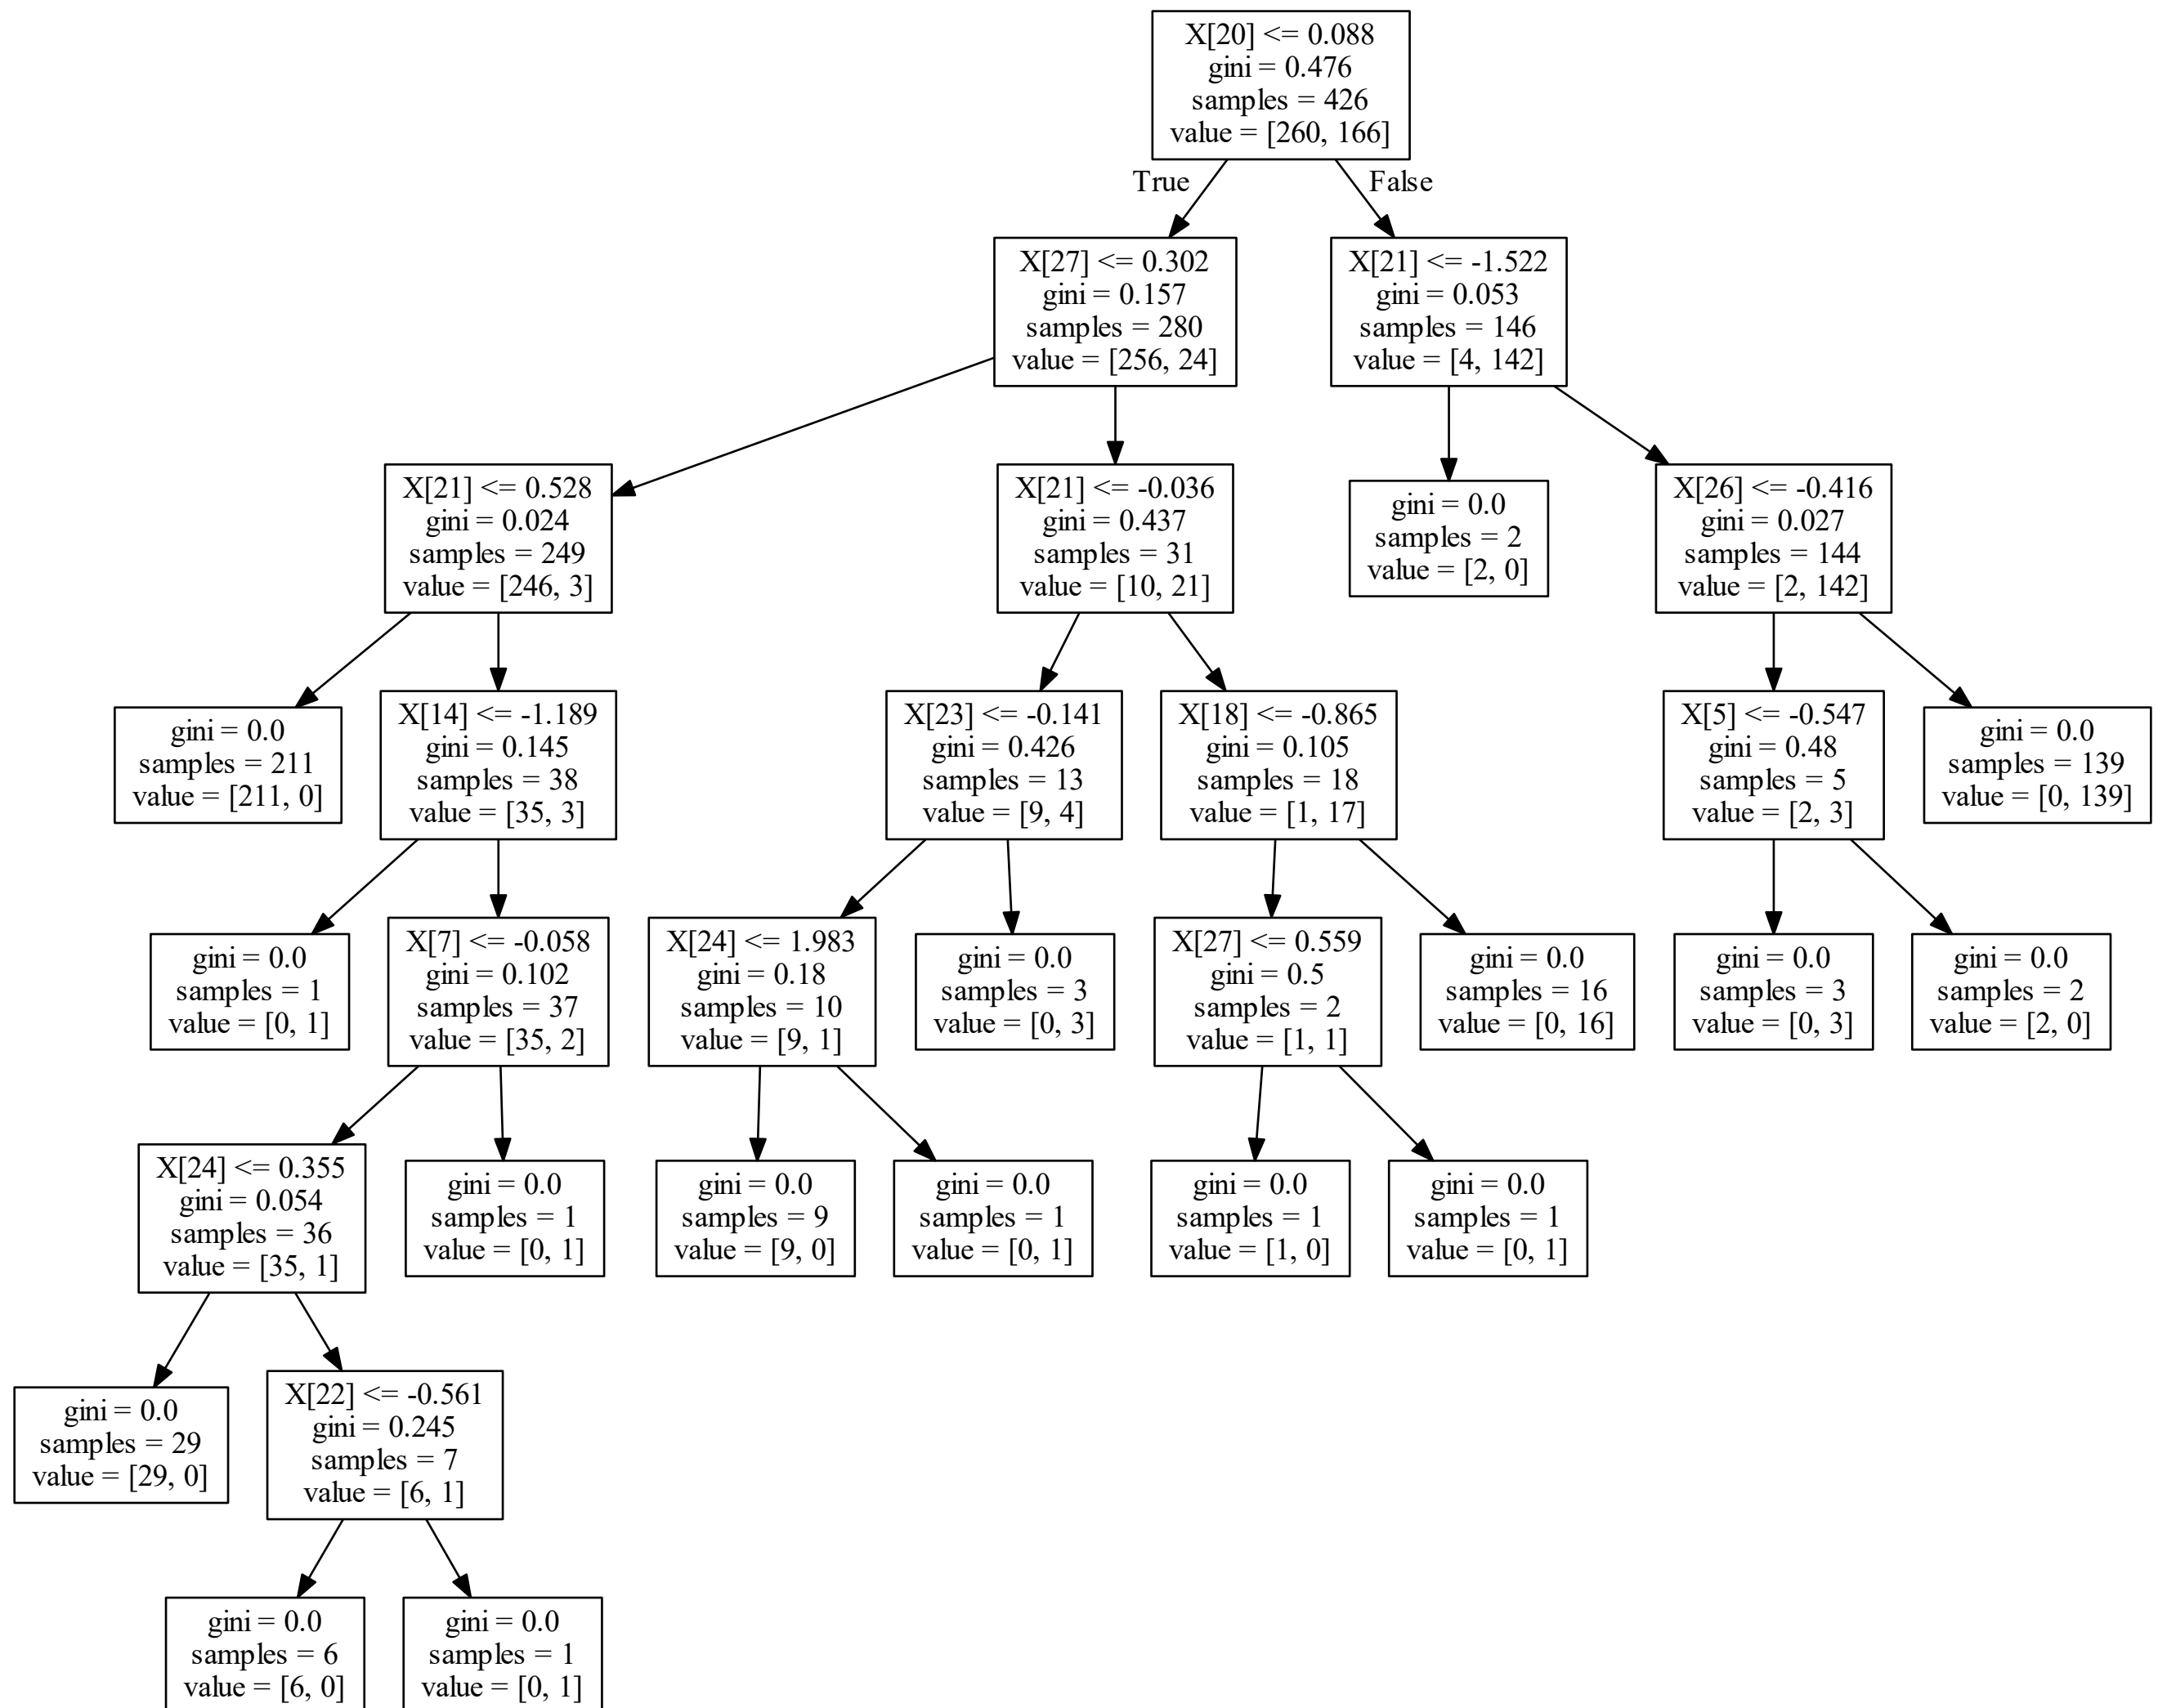 X[20] <= 0.088
gini = 0.476
samples = 426
value = [260, 166]
True
False
X[27] <= 0.302
gini = 0.157
samples = 280
value = [256, 24]
X[21] <= -1.522
gini = 0.053
samples = 146
value = [4, 142]
X[21] <= 0.528
gini = 0.024
samples = 249
value = [246, 3]
X[21] <= -0.036
gini = 0.437
samples = 31
value = [10, 21]
gini = 0.0
samples = 2
value = [2, 0]
X[26] <= -0.416
gini = 0.027
samples = 144
value = [2, 142]
gini = 0.0
samples = 211
value = [211, 0]
X[14] <= -1.189
gini = 0.145
samples = 38
value = [35, 3]
X[23] <= -0.141
gini = 0.426
samples = 13
value = [9, 4]
X[18] <= -0.865
gini = 0.105
samples = 18
value = [1, 17]
X[5] <= -0.547
gini = 0.48
samples = 5
value = [2, 3]
gini = 0.0
samples = 139
value = [0, 139]
gini = 0.0
samples = 1
value = [0, 1]
X[7] <= -0.058
gini = 0.102
samples = 37
value = [35, 2]
X[24] <= 1.983
gini = 0.18
samples = 10
value = [9, 1]
gini = 0.0
samples = 3
value = [0, 3]
X[27] <= 0.559
gini = 0.5
samples = 2
value = [1, 1]
gini = 0.0
samples = 16
value = [0, 16]
gini = 0.0
samples = 3
value = [0, 3]
gini = 0.0
samples = 2
value = [2, 0]
X[24] <= 0.355
gini = 0.054
samples = 36
value = [35, 1]
gini = 0.0
samples = 1
value = [0, 1]
gini = 0.0
samples = 9
value = [9, 0]
gini = 0.0
samples = 1
value = [0, 1]
gini = 0.0
samples = 1
value = [1, 0]
gini = 0.0
samples = 1
value = [0, 1]
gini = 0.0
samples = 29
value = [29, 0]
X[22] <= -0.561
gini = 0.245
samples = 7
value = [6, 1]
gini = 0.0
samples = 6
value = [6, 0]
gini = 0.0
samples = 1
value = [0, 1]